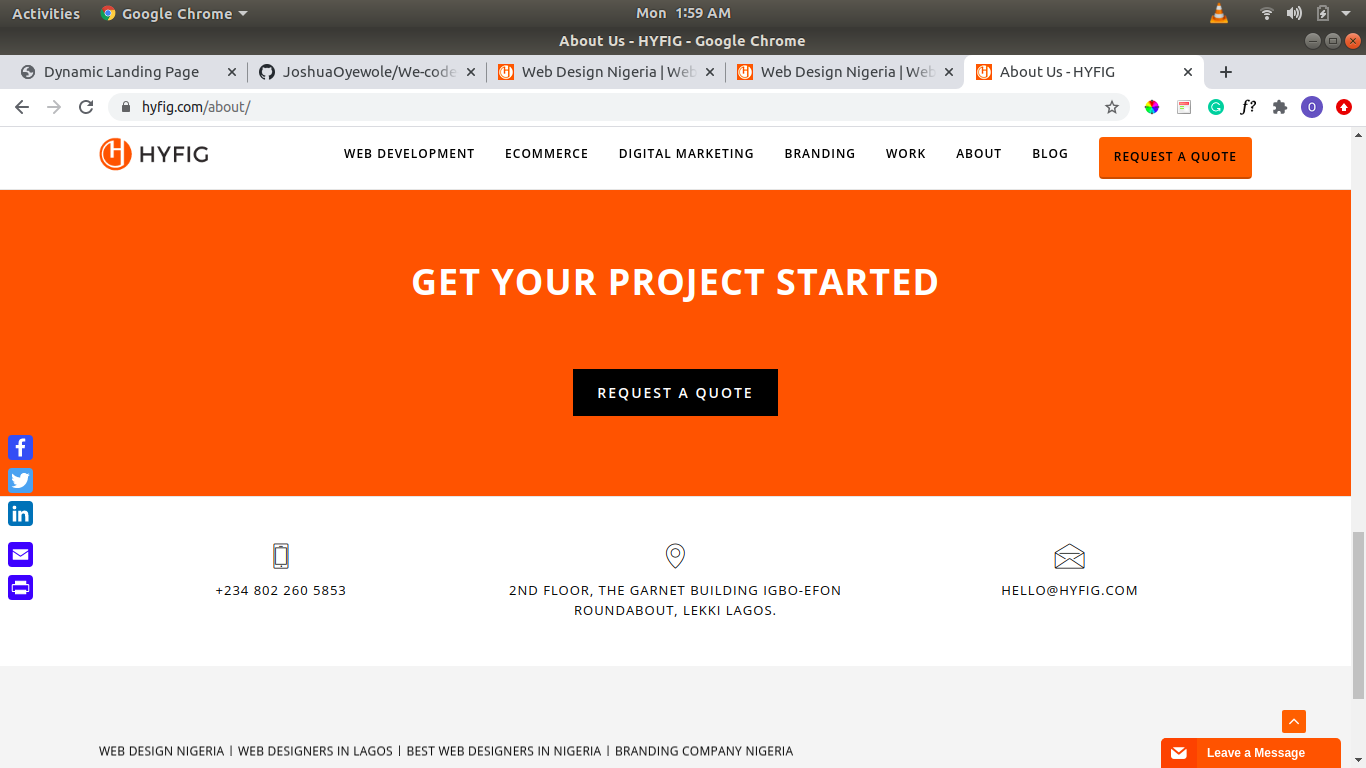 Activities Google Chrome Mon 1:59 AM
About Us - HYFIG - Google Chrome
Dynamic Landing Page JoshuaOyewole/We-code Web Design Nigeria | Web Web Design Nigeria | Web About Us - HYFIG
hyfig.com/about/ f? O
HYFIG WEB DEVELOPMENT ECOMMERCE DIGITAL MARKETING BRANDING WORK ABOUT BLOG REQUEST A QUOTE
GET YOUR PROJECT STARTED
REQUEST A QUOTE
+234 802 260 5853 2ND FLOOR, THE GARNET BUILDING IGBO-EFON HELLO@HYFIG.COM
ROUNDABOUT, LEKKI LAGOS.
WEB DESIGN NIGERIA | WEB DESIGNERS IN LAGOS | BEST WEB DESIGNERS IN NIGERIA | BRANDING COMPANY NIGERIA
Leave a Message